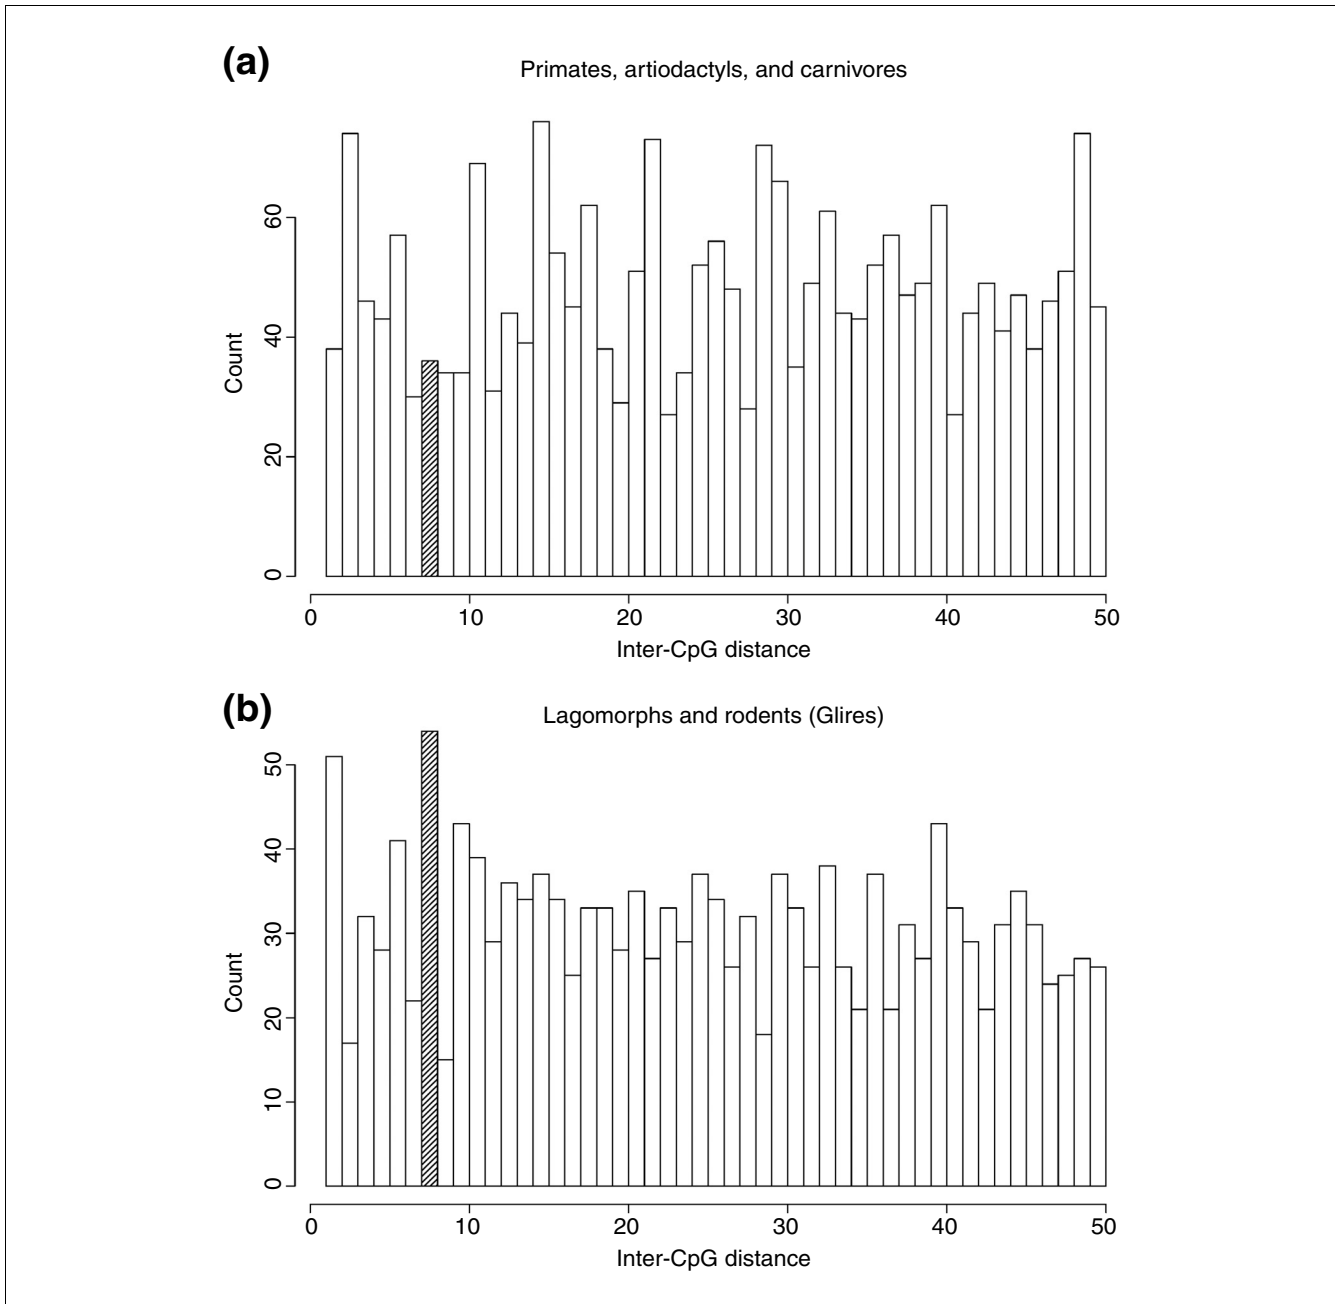 (a)
Primates, artiodactyls, and carnivores
60
40
20
0
Count
0 10 20 30 40 50
Inter-CpG distance
(b)
Lagomorphs and rodents (Glires)
50
40
30
20
10
0
Count
0 10 20 30 40 50
Inter-CpG distance